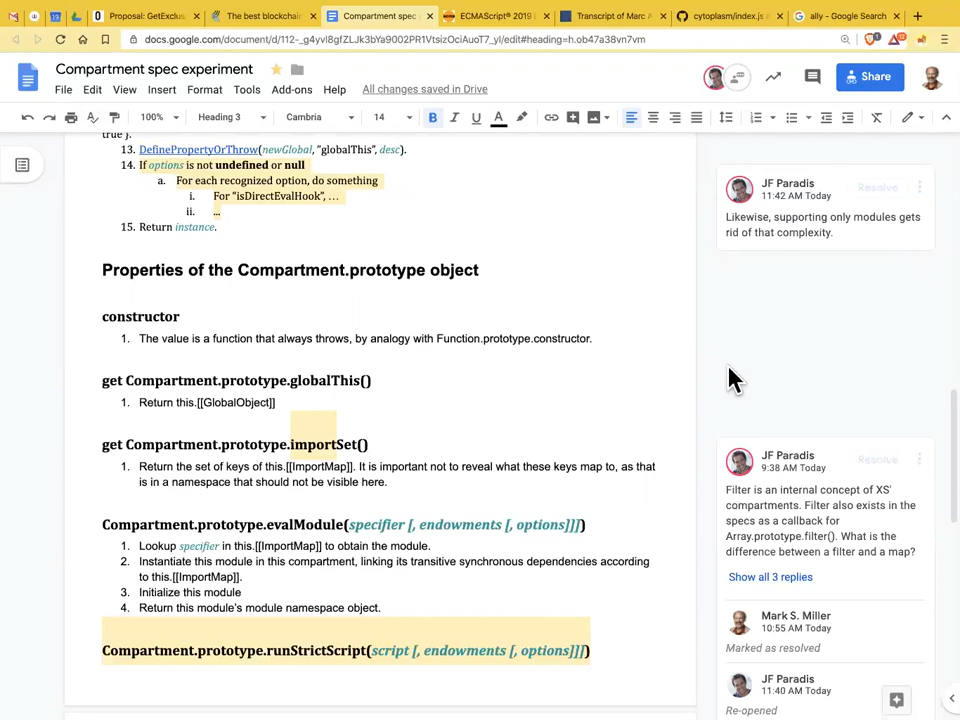 Proposal: GetExclus
The best blockchain
Compartment spec
ECMAScript® 2019
Transcript of Marc A
cytoplasm/index.js a
ally - Google Search
docs.google.com/document/d/112-_g4yvl8gfZLJk3bYa9002PR1VtsizOciAuoT7_yl/edit#heading=h.ob47a38vn7vm
Compartment spec experiment
File Edit View Insert Format Tools Add-ons Help All changes saved in Drive
Share
100% Heading 3 Cambria 14 B I U A
true }.
13. DefinePropertyOrThrow(newGlobal, "globalThis", desc).
14. If options is not undefined or null
a. For each recognized option, do something
i. For “isDirectEvalHook”, …
ii. ...
15. Return instance.
Properties of the Compartment.prototype object
constructor
1. The value is a function that always throws, by analogy with Function.prototype.constructor.
get Compartment.prototype.globalThis()
1. Return this.[[GlobalObject]]
get Compartment.prototype.importSet()
1. Return the set of keys of this.[[ImportMap]]. It is important not to reveal what these keys map to, as that
is in a namespace that should not be visible here.
Compartment.prototype.evalModule(specifier [, endowments [, options]]])
1. Lookup specifier in this.[[ImportMap]] to obtain the module.
2. Instantiate this module in this compartment, linking its transitive synchronous dependencies according
to this.[[ImportMap]].
3. Initialize this module
4. Return this module’s module namespace object.
Compartment.prototype.runStrictScript(script [, endowments [, options]]])
JF Paradis
11:42 AM Today
Resolve
Likewise, supporting only modules gets
rid of that complexity.
JF Paradis
9:38 AM Today
Resolve
Filter is an internal concept of XS'
compartments. Filter also exists in the
specs as a callback for
Array.prototype.filter(). What is the
difference between a filter and a map?
Show all 3 replies
Mark S. Miller
10:55 AM Today
Marked as resolved
JF Paradis
11:40 AM Today
Re-opened